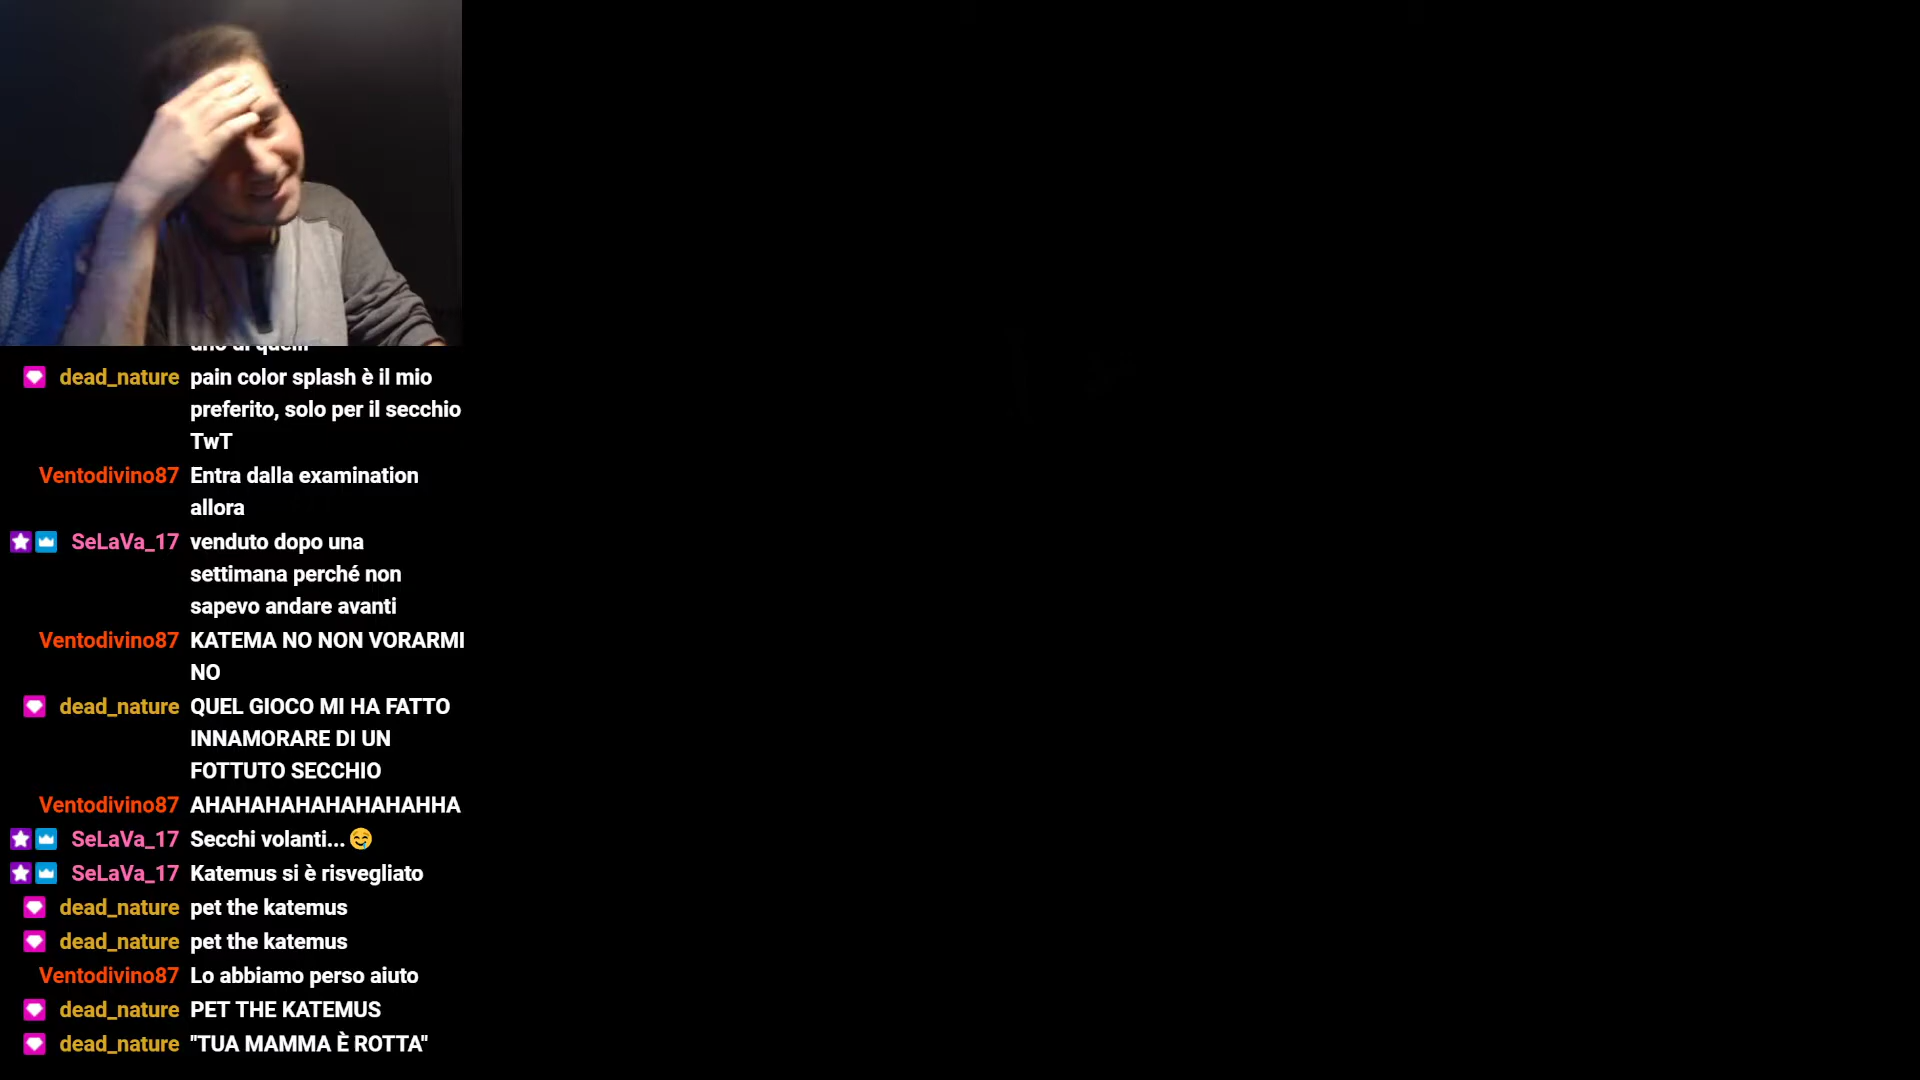 dead_nature pain color splash è il mio
preferito, solo per il secchio
TwT
Ventodivino87 Entra dalla examination
allora
SeLaVa_17 venduto dopo una
settimana perché non
sapevo andare avanti
Ventodivino87 KATEMA NO NON VORARMI
NO
dead_nature QUEL GIOCO MI HA FATTO
INNAMORARE DI UN
FOTTUTO SECCHIO
Ventodivino87 AHAHAHAHAHAHAHAHHA
SeLaVa_17 Secchi volanti...🤤
SeLaVa_17 Katemus si è risvegliato
dead_nature pet the katemus
dead_nature pet the katemus
Ventodivino87 Lo abbiamo perso aiuto
dead_nature PET THE KATEMUS
dead_nature "TUA MAMMA È ROTTA"